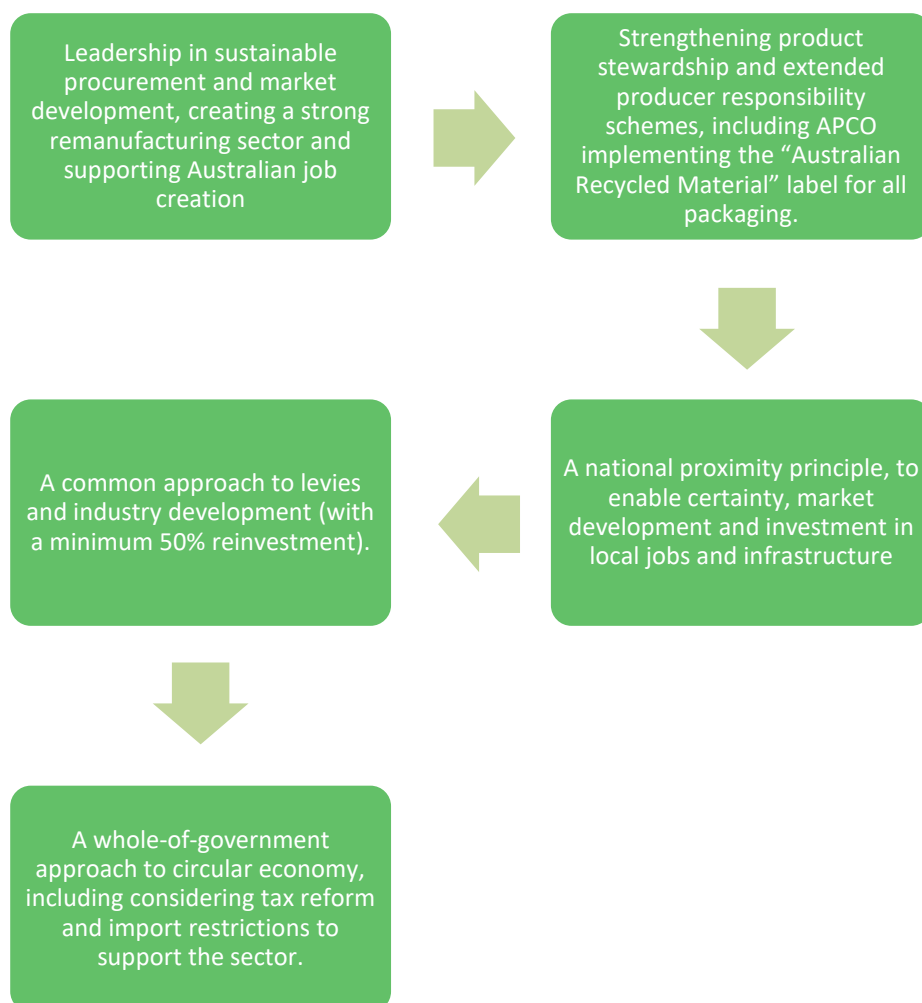 Leadership in sustainable
procurement and market
development, creating a strong
remanufacturing sector and
supporting Australian job
creation
Strengthening product
stewardship and extended
producer responsibility
schemes, including APCO
implementing the “Australian
Recycled Material” label for all
packaging.
A national proximity principle, to
enable certainty, market
development and investment in
local jobs and infrastructure
A common approach to levies
and industry development (with
a minimum 50% reinvestment).
A whole-of-government
approach to circular economy,
including considering tax reform
and import restrictions to
support the sector.